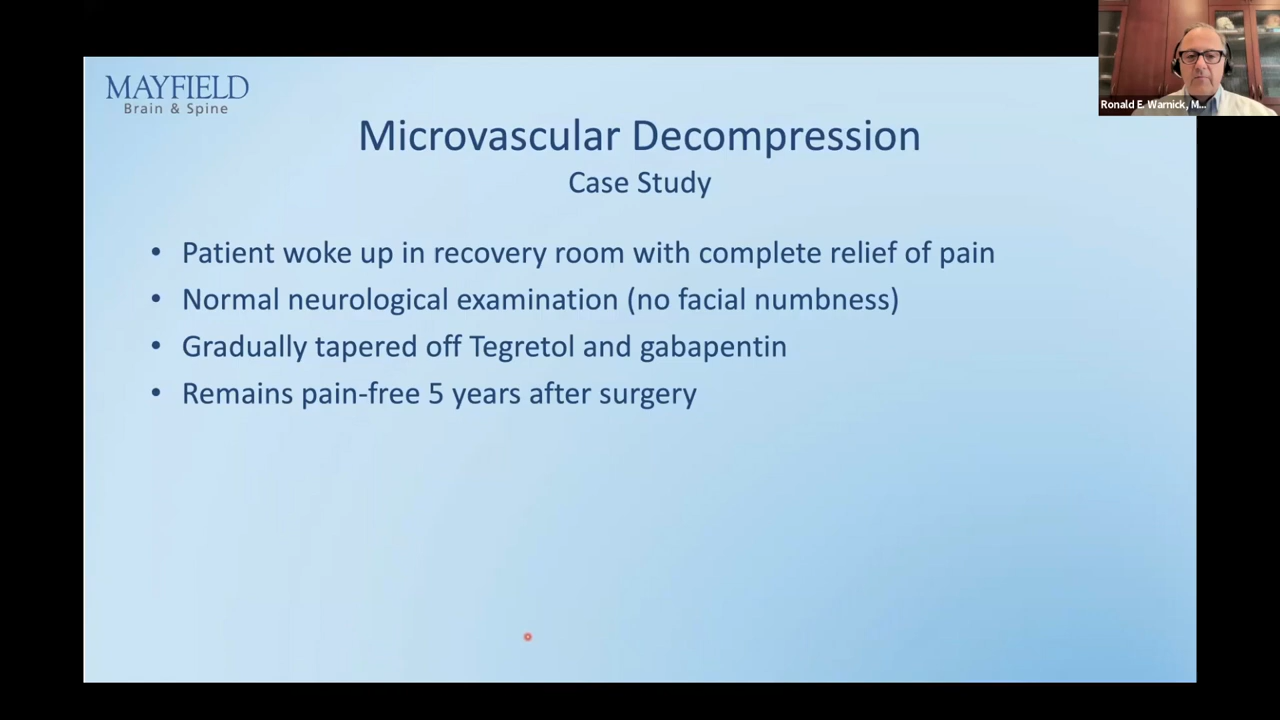 MAYFIELD
Brain & Spine
Ronald E. Warnick, M...
Microvascular Decompression
Case Study
• Patient woke up in recovery room with complete relief of pain
• Normal neurological examination (no facial numbness)
• Gradually tapered off Tegretol and gabapentin
• Remains pain-free 5 years after surgery